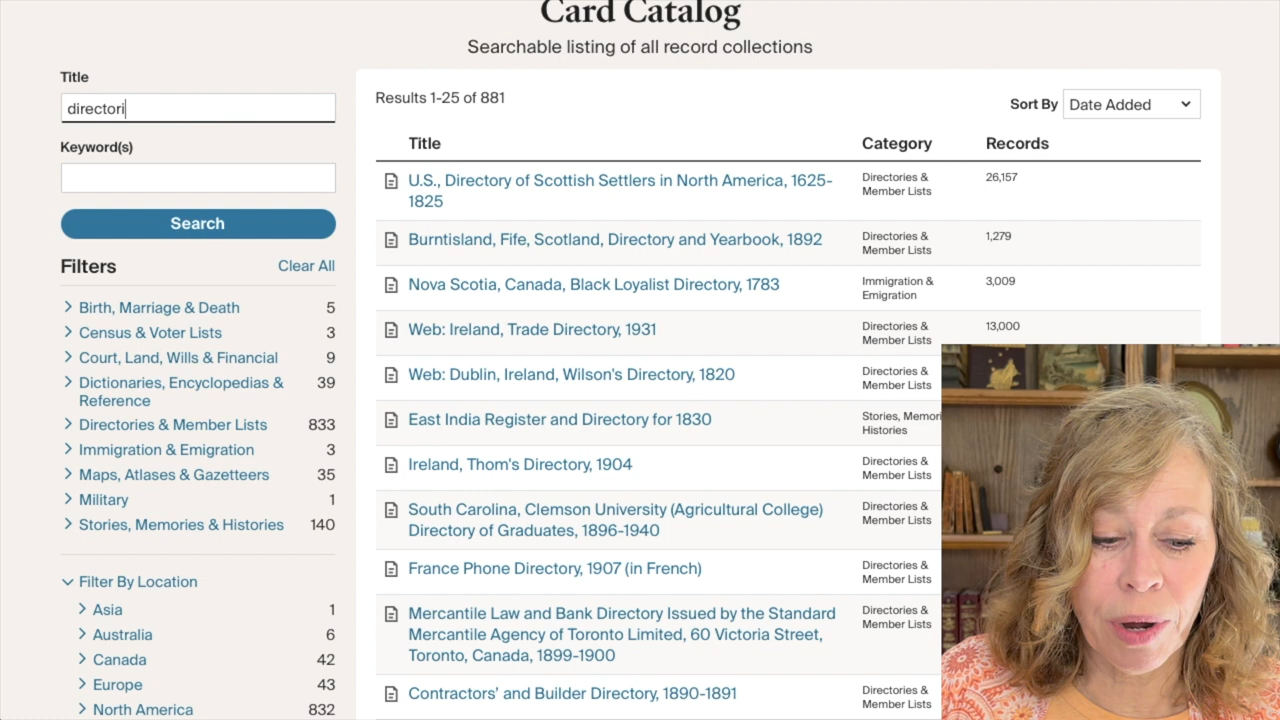 Card Catalog
Searchable listing of all record collections
Title
directori
Keyword(s)
Search
Filters Clear All
Birth, Marriage & Death 5
Census & Voter Lists 3
Court, Land, Wills & Financial 9
Dictionaries, Encyclopedias & 39
Reference
Directories & Member Lists 833
Immigration & Emigration 3
Maps, Atlases & Gazetteers 35
Military 1
Stories, Memories & Histories 140
Filter By Location
Asia 1
Australia 6
Canada 42
Europe 43
North America 832
Results 1-25 of 881
Sort By Date Added
Title Category Records
U.S., Directory of Scottish Settlers in North America, 1625-
1825
Directories &
Member Lists
26,157
Burntisland, Fife, Scotland, Directory and Yearbook, 1892
Directories &
Member Lists
1,279
Nova Scotia, Canada, Black Loyalist Directory, 1783
Immigration &
Emigration
3,009
Web: Ireland, Trade Directory, 1931
Directories &
Member Lists
13,000
Web: Dublin, Ireland, Wilson's Directory, 1820
Directories &
Member Lists
East India Register and Directory for 1830
Stories, Memori
Histories
Ireland, Thom's Directory, 1904
Directories &
Member Lists
South Carolina, Clemson University (Agricultural College)
Directory of Graduates, 1896-1940
Directories &
Member Lists
France Phone Directory, 1907 (in French)
Directories &
Member Lists
Mercantile Law and Bank Directory Issued by the Standard
Mercantile Agency of Toronto Limited, 60 Victoria Street,
Toronto, Canada, 1899-1900
Directories &
Member Lists
Contractors' and Builder Directory, 1890-1891
Directories &
Member Lists